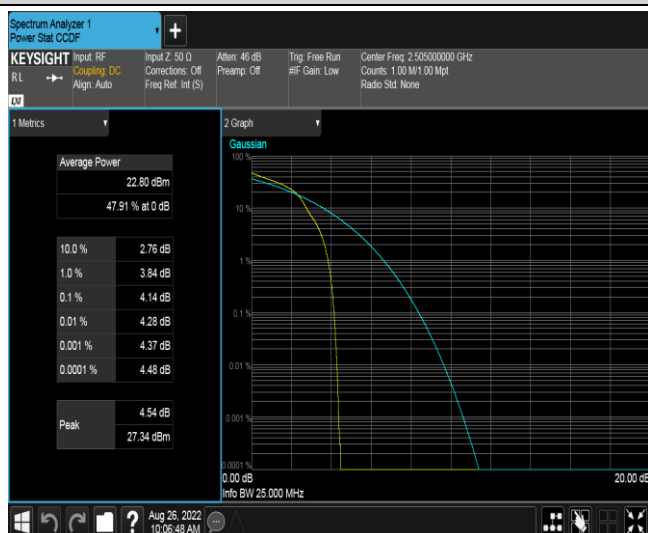 Spectrum Analyzer 1
Power Stat CCDF
KEYSIGHT
RL
LXI
Input: RF
Coupling: DC
Align: Auto
Input Z: 50 Ω
Corrections: Off
Freq Ref: Int (S)
Atten: 46 dB
Preamp: Off
Trig: Free Run
#IF Gain: Low
Center Freq: 2.505000000 GHz
Counts: 1.00 M/1.00 Mpt
Radio Std: None
1 Metrics
Average Power
22.80 dBm
47.91 % at 0 dB
10.0 % 2.76 dB
1.0 % 3.84 dB
0.1 % 4.14 dB
0.01 % 4.28 dB
0.001 % 4.37 dB
0.0001 % 4.48 dB
Peak
4.54 dB
27.34 dBm
2 Graph
Gaussian
100 %
10 %
1 %
0.1 %
0.01 %
0.001 %
0.0001 %
0.00 dB 20.00 dB
Info BW 25.000 MHz
Aug 26, 2022
10:06:48 AM